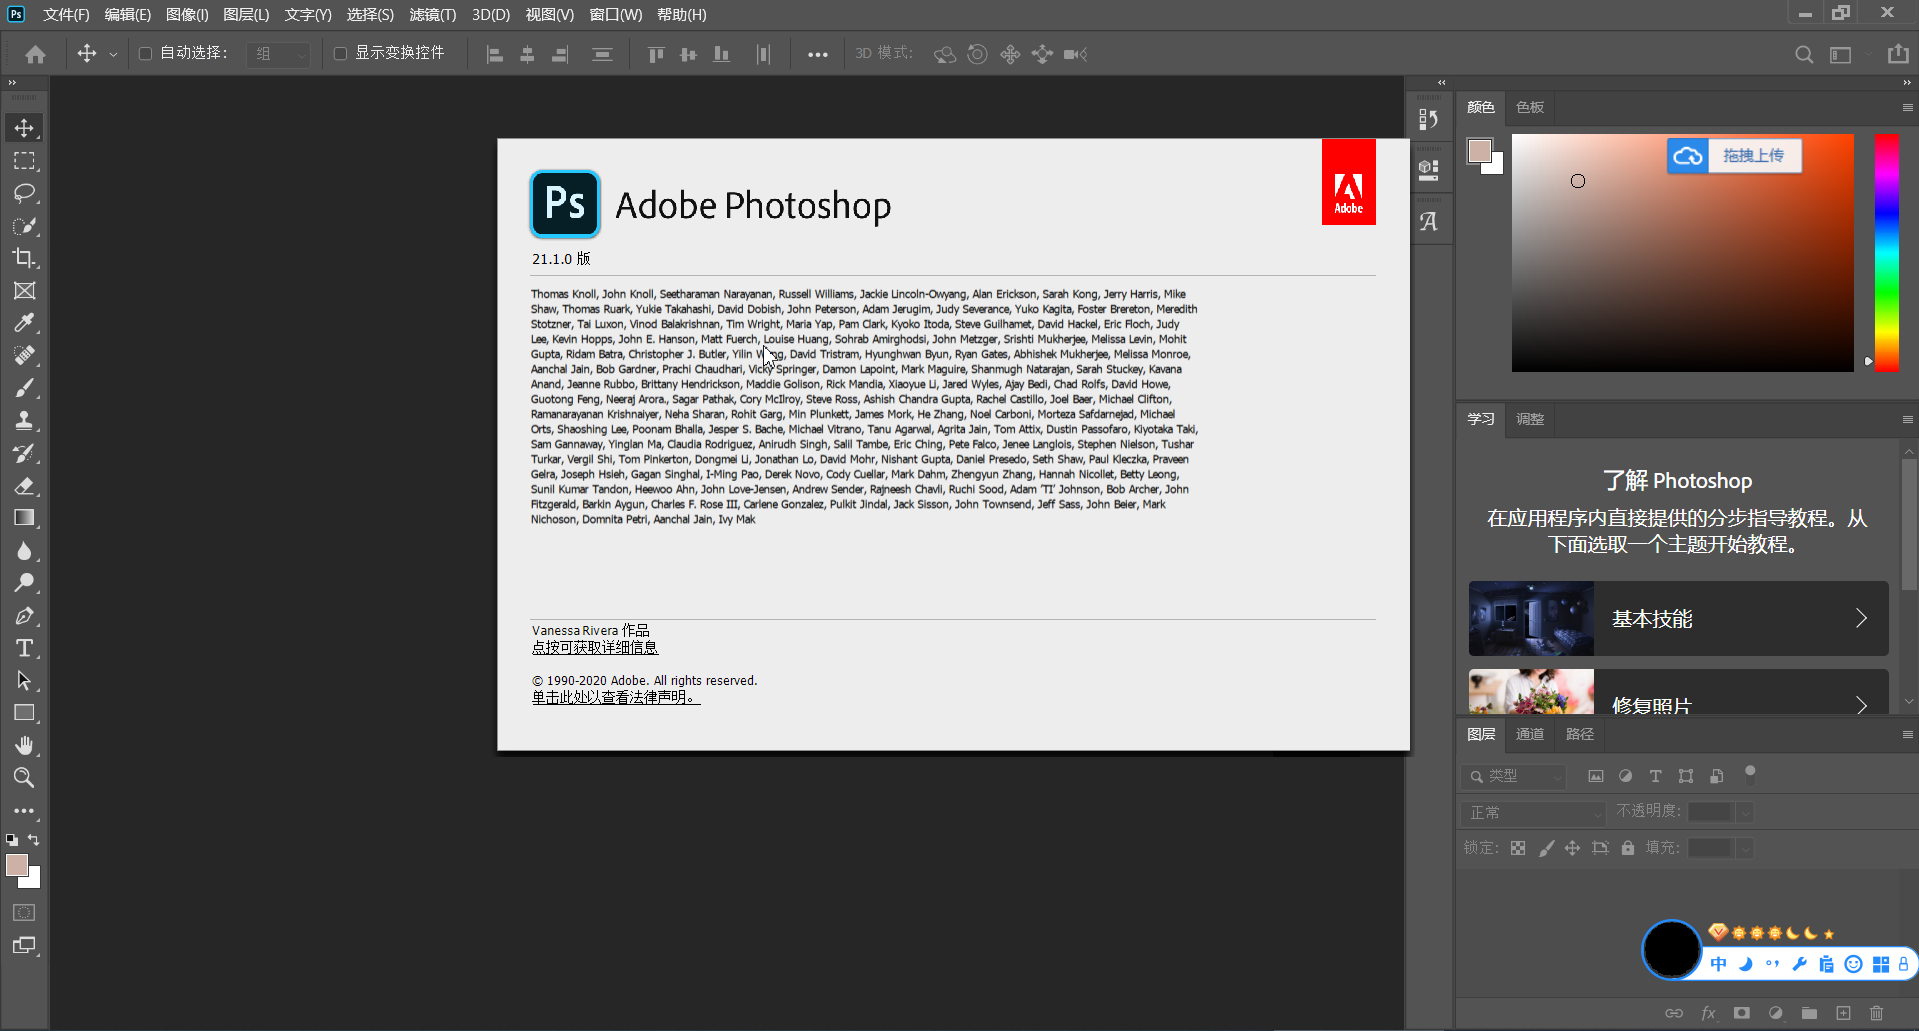 Ps 文件(F) 编辑(E) 图像(I) 图层(L) 文字(Y) 选择(S) 滤镜(T) 3D(D) 视图(V) 窗口(W) 帮助(H)
自动选择: 组 显示变换控件 3D 模式:
颜色 色板
拖拽上传
Ps Adobe Photoshop
Adobe
21.1.0 版
Thomas Knoll, John Knoll, Seetharaman Narayanan, Russell Williams, Jackie Lincoln-Owyang, Alan Erickson, Sarah Kong, Jerry Harris, Mike
Shaw, Thomas Ruark, Yukie Takahashi, David Dobish, John Peterson, Adam Jerugim, Judy Severance, Yuko Kagita, Foster Brereton, Meredith
Stotzner, Tai Luxon, Vinod Balakrishnan, Tim Wright, Maria Yap, Pam Clark, Kyoko Itoda, Steve Guilhamet, David Hackel, Eric Floch, Judy
Lee, Kevin Hopps, John E. Hanson, Matt Fuerch, Louise Huang, Sohrab Amirghodsi, John Metzger, Srishti Mukherjee, Melissa Levin, Mohit
Gupta, Ridam Batra, Christopher J. Butler, Yilin Wang, David Tristram, Hyunghwan Byun, Ryan Gates, Abhishek Mukherjee, Melissa Monroe,
Aanchal Jain, Bob Gardner, Prachi Chaudhari, Vicky Springer, Damon Lapoint, Mark Maguire, Shanmugh Natarajan, Sarah Stuckey, Kavana
Anand, Jeanne Rubbo, Brittany Hendrickson, Maddie Golison, Rick Mandia, Xiaoyue Li, Jared Wyles, Ajay Bedi, Chad Rolfs, David Howe,
Guotong Feng, Neeraj Arora., Sagar Pathak, Cory McIlroy, Steve Ross, Ashish Chandra Gupta, Rachel Castillo, Joel Baer, Michael Clifton,
Ramanarayanan Krishnaiyer, Neha Sharan, Rohit Garg, Min Plunkett, James Mork, He Zhang, Noel Carboni, Morteza Safdarnejad, Michael
Orts, Shaoshing Lee, Poonam Bhalla, Jesper S. Bache, Michael Vitrano, Tanu Agarwal, Agrita Jain, Tom Attix, Dustin Passofaro, Kiyotaka Taki,
Sam Gannaway, Yinglan Ma, Claudia Rodriguez, Anirudh Singh, Salil Tambe, Eric Ching, Pete Falco, Jenee Langlois, Stephen Nielson, Tushar
Turkar, Vergil Shi, Tom Pinkerton, Dongmei Li, Jonathan Lo, David Mohr, Nishant Gupta, Daniel Presedo, Seth Shaw, Paul Kleczka, Praveen
Gelra, Joseph Hsieh, Gagan Singhal, I-Ming Pao, Derek Novo, Cody Cuellar, Mark Dahm, Zhengyun Zhang, Hannah Nicollet, Betty Leong,
Sunil Kumar Tandon, Heewoo Ahn, John Love-Jensen, Andrew Sender, Rajneesh Chavli, Ruchi Sood, Adam 'TI' Johnson, Bob Archer, John
Fitzgerald, Barkin Aygun, Charles F. Rose III, Carlene Gonzalez, Pulkit Jindal, Jack Sisson, John Townsend, Jeff Sass, John Beier, Mark
Nichoson, Domnita Petri, Aanchal Jain, Ivy Mak
Vanessa Rivera 作品
点按可获取详细信息
© 1990-2020 Adobe. All rights reserved.
单击此处以查看法律声明。
学习 调整
了解 Photoshop
在应用程序内直接提供的分步指导教程。从
下面选取一个主题开始教程。
基本技能
修复照片
图层 通道 路径
类型
正常 不透明度:
锁定: 填充:
中
fx